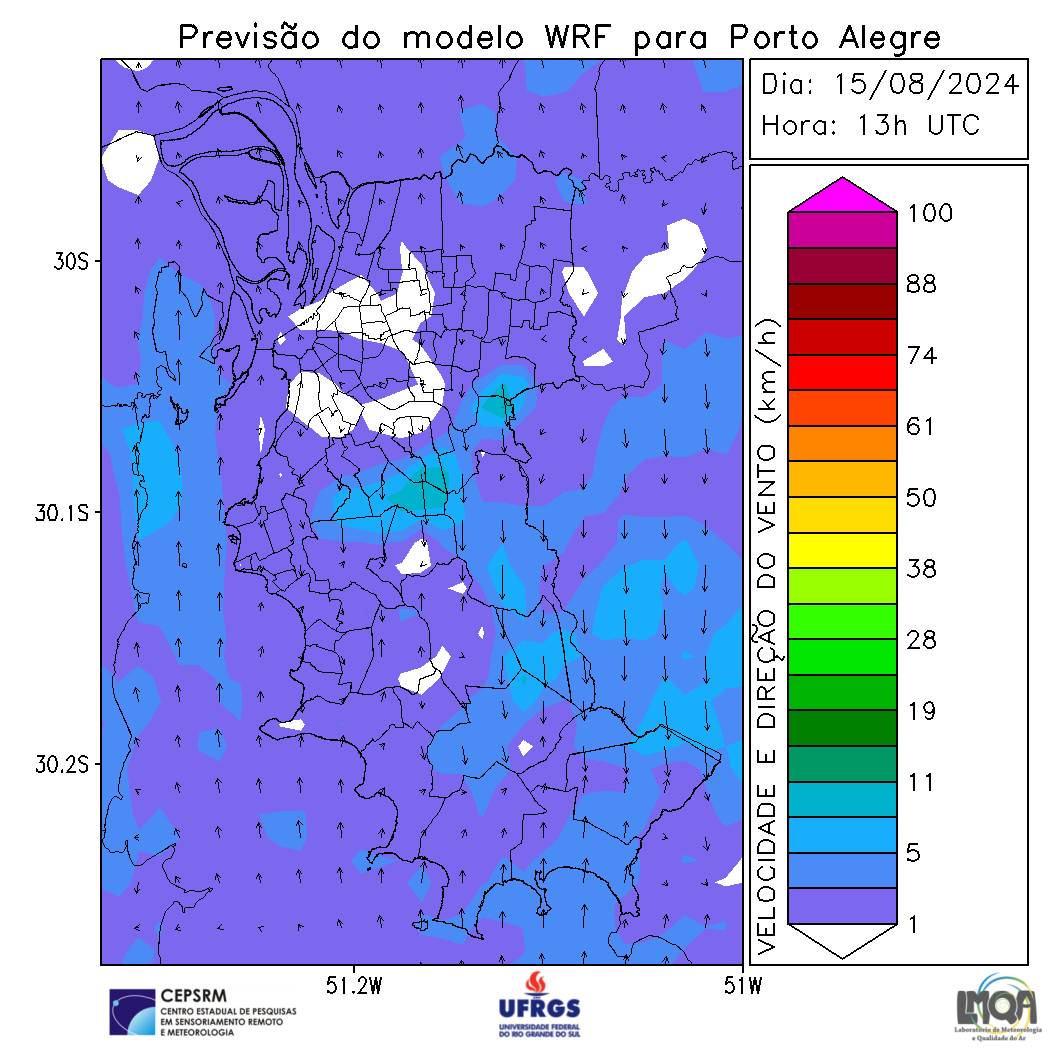 Previsão do modelo WRF para Porto Alegre
Dia: 15/08/2024
Hora: 13h UTC
30S
30.1S
30.2S
51.2W
51W
VELOCIDADE E DIREÇÃO DO VENTO (km/h)
100
88
74
61
50
38
28
19
11
5
1
CEPSRM
CENTRO ESTADUAL DE PESQUISAS
EM SENSORIAMENTO REMOTO
E METEOROLOGIA
UFRGS
UNIVERSIDADE FEDERAL
DO RIO GRANDE DO SUL
LMQA
Laboratório de Meteorologia
e Qualidade do Ar